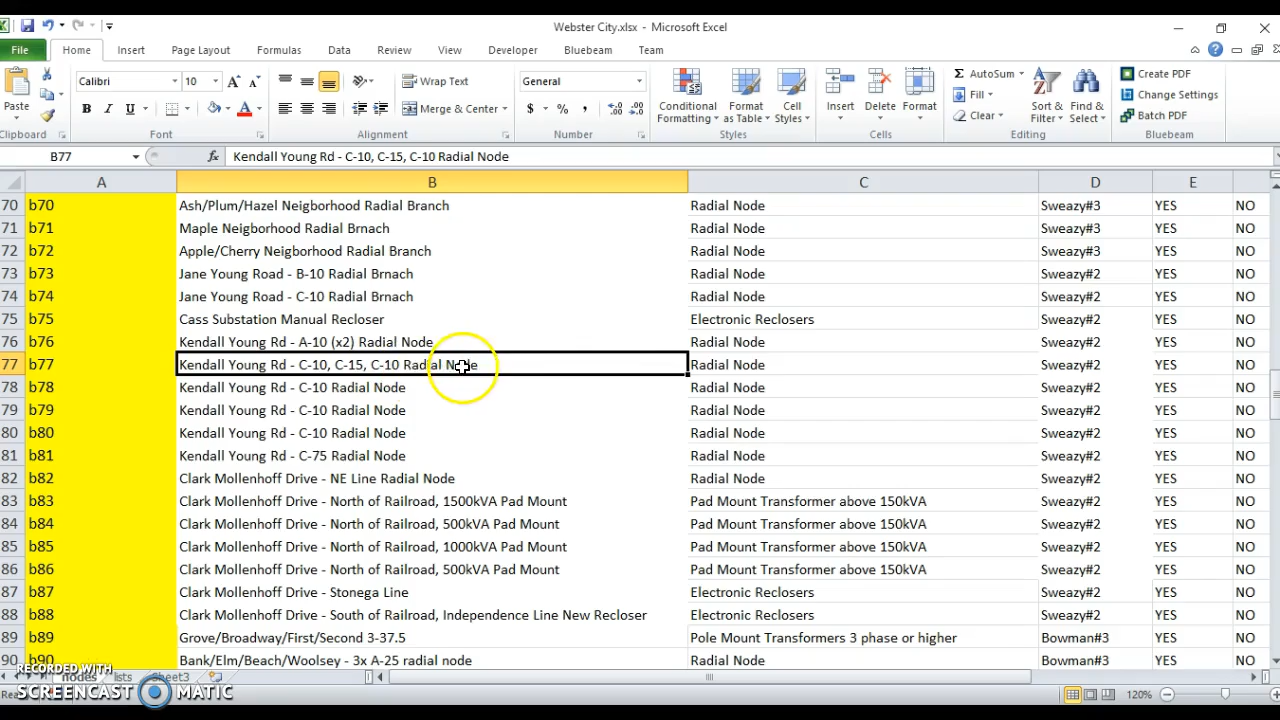 Webster City.xlsx - Microsoft Excel
File Home Insert Page Layout Formulas Data Review View Developer Bluebeam Team
Calibri 10 Wrap Text General AutoSum Create PDF
Fill Change Settings
B I U A Merge & Center $ % , Clear Batch PDF
Paste Conditional Formatting Format as Table Cell Styles Insert Delete Format Sort & Filter Find & Select
Clipboard Font Alignment Number Styles Cells Editing Bluebeam
B77 fx Kendall Young Rd - C-10, C-15, C-10 Radial Node
A B C D E
70 b70 Ash/Plum/Hazel Neigborhood Radial Branch Radial Node Sweazy#3 YES NO
71 b71 Maple Neigborhood Radial Brnach Radial Node Sweazy#3 YES NO
72 b72 Apple/Cherry Neigborhood Radial Branch Radial Node Sweazy#3 YES NO
73 b73 Jane Young Road - B-10 Radial Brnach Radial Node Sweazy#2 YES NO
74 b74 Jane Young Road - C-10 Radial Brnach Radial Node Sweazy#2 YES NO
75 b75 Cass Substation Manual Recloser Electronic Reclosers Sweazy#2 YES NO
76 b76 Kendall Young Rd - A-10 (x2) Radial Node Radial Node Sweazy#2 YES NO
77 b77 Kendall Young Rd - C-10, C-15, C-10 Radial Node Radial Node Sweazy#2 YES NO
78 b78 Kendall Young Rd - C-10 Radial Node Radial Node Sweazy#2 YES NO
79 b79 Kendall Young Rd - C-10 Radial Node Radial Node Sweazy#2 YES NO
80 b80 Kendall Young Rd - C-10 Radial Node Radial Node Sweazy#2 YES NO
81 b81 Kendall Young Rd - C-75 Radial Node Radial Node Sweazy#2 YES NO
82 b82 Clark Mollenhoff Drive - NE Line Radial Node Radial Node Sweazy#2 YES NO
83 b83 Clark Mollenhoff Drive - North of Railroad, 1500kVA Pad Mount Pad Mount Transformer above 150kVA Sweazy#2 YES NO
84 b84 Clark Mollenhoff Drive - North of Railroad, 500kVA Pad Mount Pad Mount Transformer above 150kVA Sweazy#2 YES NO
85 b85 Clark Mollenhoff Drive - North of Railroad, 1000kVA Pad Mount Pad Mount Transformer above 150kVA Sweazy#2 YES NO
86 b86 Clark Mollenhoff Drive - North of Railroad, 500kVA Pad Mount Pad Mount Transformer above 150kVA Sweazy#2 YES NO
87 b87 Clark Mollenhoff Drive - Stonega Line Electronic Reclosers Sweazy#2 YES NO
88 b88 Clark Mollenhoff Drive - South of Railroad, Independence Line New Recloser Electronic Reclosers Sweazy#2 YES NO
89 b89 Grove/Broadway/First/Second 3-37.5 Pole Mount Transformers 3 phase or higher Bowman#3 YES NO
90 b90 Bank/Elm/Beach/Woolsey - 3x A-25 radial node Radial Node Bowman#3 YES NO
RECORDED WITH
nodes lists Sheet3
SCREENCAST MATIC 120%